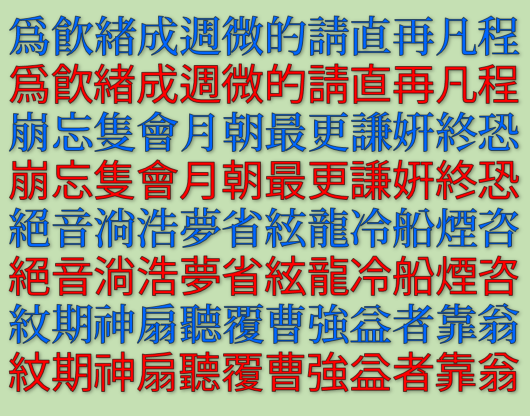 爲飮緖成週微的請直再凡程
爲飮緖成週微的請直再凡程
崩忘隻會月朝最更謙姸終恐
崩忘隻會月朝最更謙姸終恐
絕音淌浩夢省絃龍冷船煙咨
絕音淌浩夢省絃龍冷船煙咨
紋期神扇聽覆曹強益者靠翁
紋期神扇聽覆曹強益者靠翁